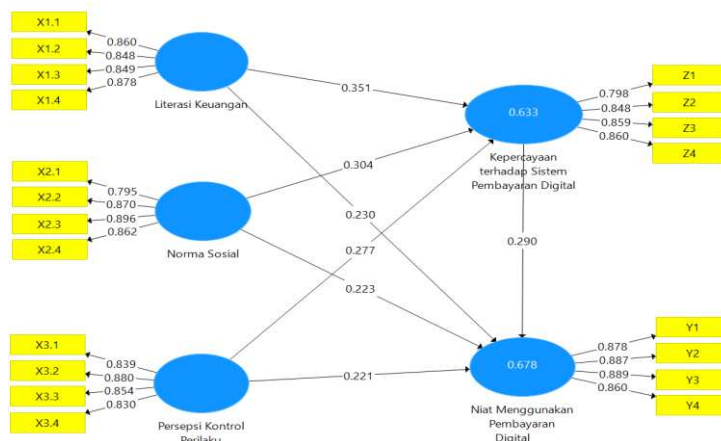 X1.1
X1.2
X1.3
X1.4
0.860
0.848
0.849
0.878
Literasi Keuangan
X2.1
X2.2
X2.3
X2.4
0.795
0.870
0.896
0.862
Norma Sosial
X3.1
X3.2
X3.3
X3.4
0.839
0.880
0.854
0.830
Persepsi Kontrol
Perilaku
0.351
0.304
0.230
0.277
0.223
0.221
0.290
0.633
Kepercayaan
terhadap Sistem
Pembayaran Digital
0.798
0.848
0.859
0.860
Z1
Z2
Z3
Z4
0.678
Niat Menggunakan
Pembayaran
Digital
0.878
0.887
0.889
0.860
Y1
Y2
Y3
Y4